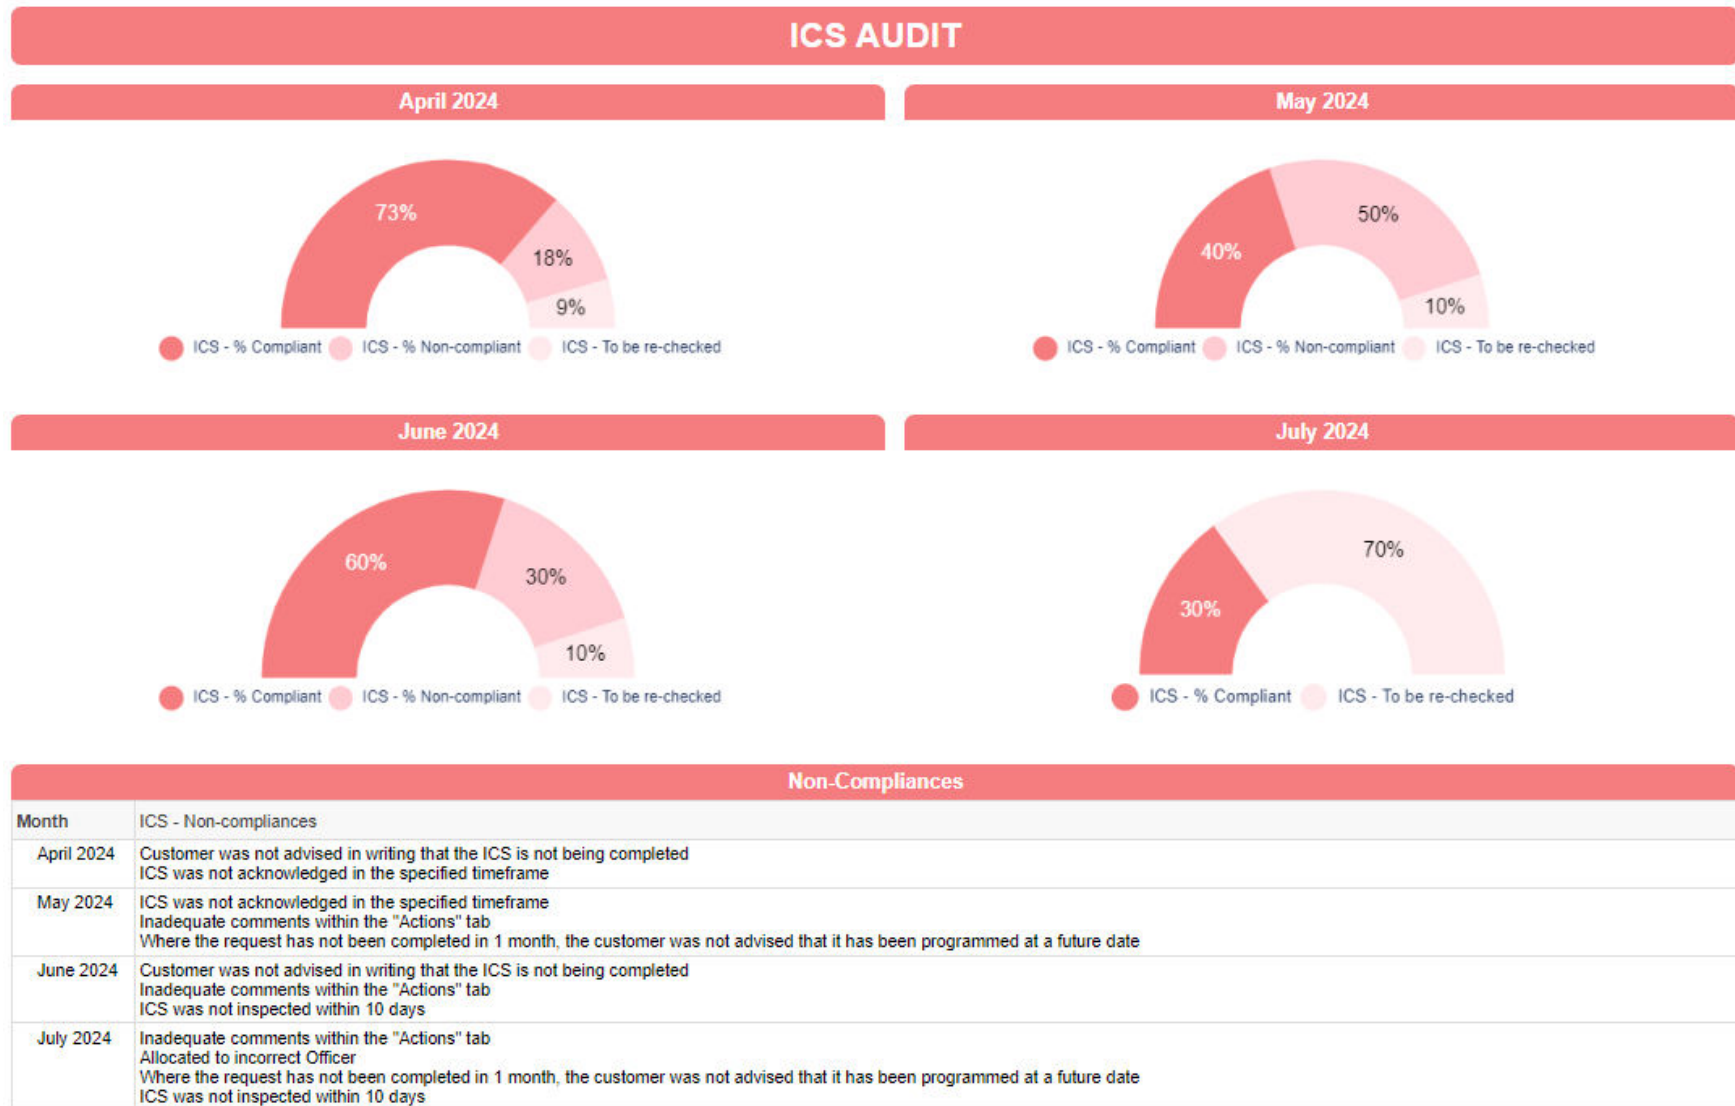 ICS AUDIT
April 2024
May 2024
73%
18%
9%
ICS - % Compliant ICS - % Non-compliant ICS - To be re-checked
40%
50%
10%
ICS - % Compliant ICS - % Non-compliant ICS - To be re-checked
June 2024
July 2024
60%
30%
10%
ICS - % Compliant ICS - % Non-compliant ICS - To be re-checked
30%
70%
ICS - % Compliant ICS - To be re-checked
Non-Compliances
Month ICS - Non-compliances
April 2024 Customer was not advised in writing that the ICS is not being completed
ICS was not acknowledged in the specified timeframe
May 2024 ICS was not acknowledged in the specified timeframe
Inadequate comments within the "Actions" tab
Where the request has not been completed in 1 month, the customer was not advised that it has been programmed at a future date
June 2024 Customer was not advised in writing that the ICS is not being completed
Inadequate comments within the "Actions" tab
ICS was not inspected within 10 days
July 2024 Inadequate comments within the "Actions" tab
Allocated to incorrect Officer
Where the request has not been completed in 1 month, the customer was not advised that it has been programmed at a future date
ICS was not inspected within 10 days